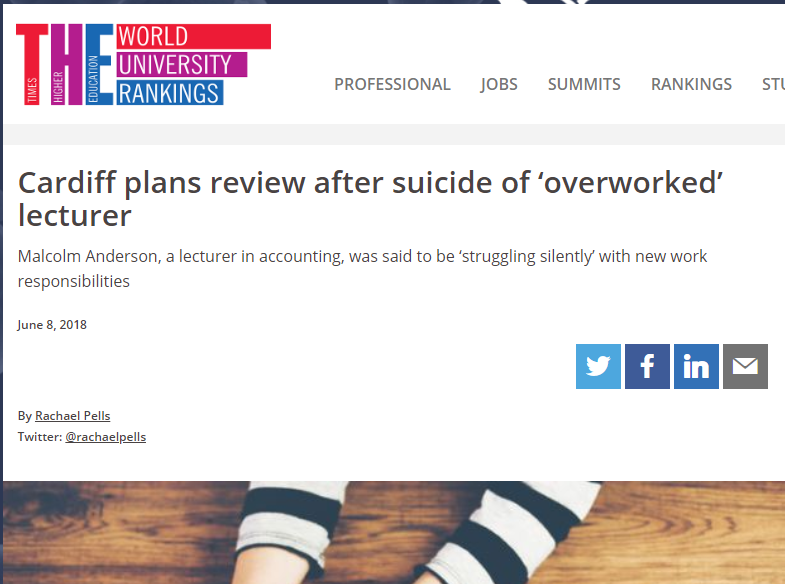 THE
TIMES
HIGHER
EDUCATION
WORLD
UNIVERSITY
RANKINGS
PROFESSIONAL JOBS SUMMITS RANKINGS STU
Cardiff plans review after suicide of ‘overworked’
lecturer
Malcolm Anderson, a lecturer in accounting, was said to be ‘struggling silently’ with new work
responsibilities
June 8, 2018
By Rachael Pells
Twitter: @rachaelpells